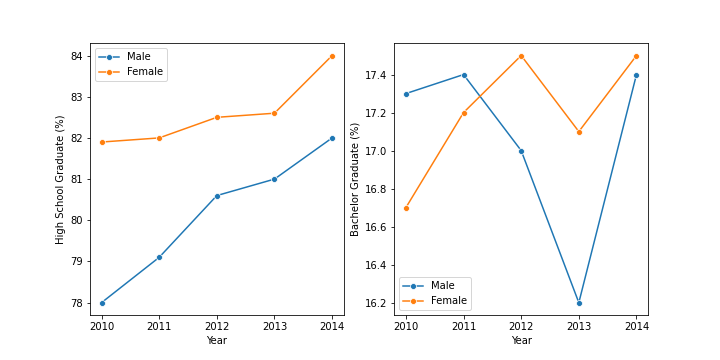 High School Graduate (%)
84
83
82
81
80
79
78
Male
Female
2010 2011 2012 2013 2014
Year
Bachelor Graduate (%)
17.4
17.2
17.0
16.8
16.6
16.4
16.2
Male
Female
2010 2011 2012 2013 2014
Year